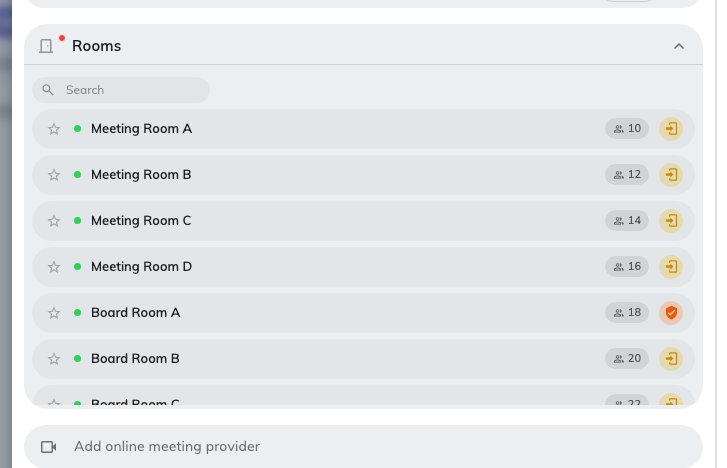 Rooms
Search
Meeting Room A 10
Meeting Room B 12
Meeting Room C 14
Meeting Room D 16
Board Room A 18
Board Room B 20
Board Room C 22
Add online meeting provider